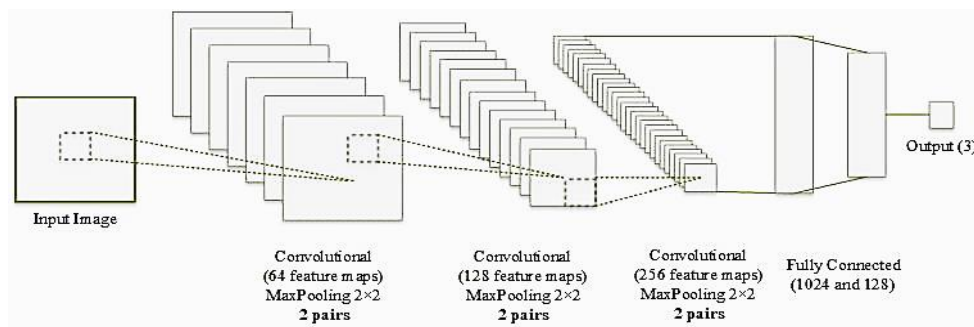 Input Image
Convolutional
(64 feature maps)
MaxPooling 2×2
2 pairs
Convolutional
(128 feature maps)
MaxPooling 2×2
2 pairs
Convolutional
(256 feature maps)
MaxPooling 2×2
2 pairs
Fully Connected
(1024 and 128)
Output (3)